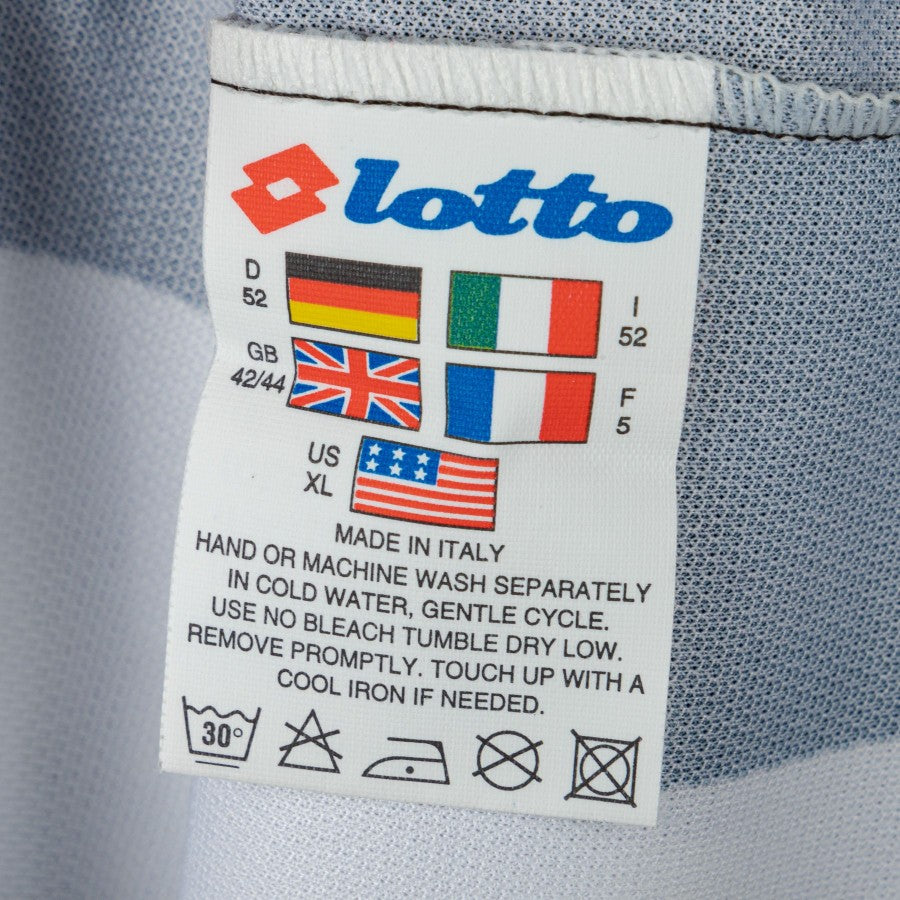 lotto
D
52
I
52
GB
42/44
F
5
US
XL
MADE IN ITALY
HAND OR MACHINE WASH SEPARATELY
IN COLD WATER, GENTLE CYCLE.
USE NO BLEACH TUMBLE DRY LOW.
REMOVE PROMPTLY. TOUCH UP WITH A
COOL IRON IF NEEDED.
30°